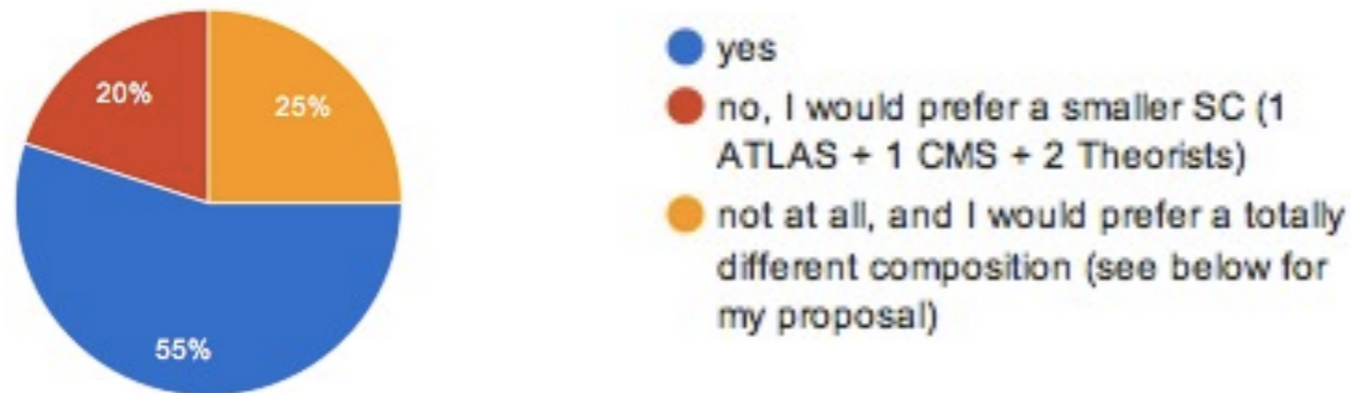 20%
25%
55%
yes
no, I would prefer a smaller SC (1
ATLAS + 1 CMS + 2 Theorists)
not at all, and I would prefer a totally
different composition (see below for
my proposal)